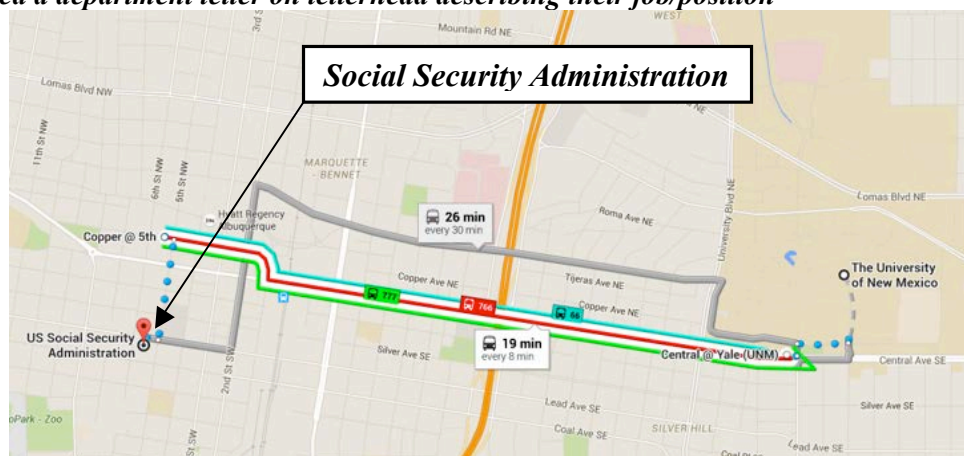 ed a department letter on letterhead describing their job/position
Social Security Administration
3rd S
WEST
Mountain Rd NE
Lomas Blvd NW
11th St NW
6th St NW
5th St NW
MARQUETTE
- BENNET
University Blvd NE
Lomas Blvd NE
Hyatt Regency
Albuquerque
26 min
every 30 min
Roma Ave NE
Copper @ 5th
Copper Ave NE
Tijeras Ave NE
The University
of New Mexico
777
766
66
Copper Ave NE
US Social Security
Administration
19 min
every 8 min
Silver Ave SE
Central @ Yale (UNM)
Central Ave SE
2nd St SW
Lead Ave SE
Silver Ave SE
oPark - Zoo
St SW
Coal Ave SE
SILVER HILL
Lead Ave SE